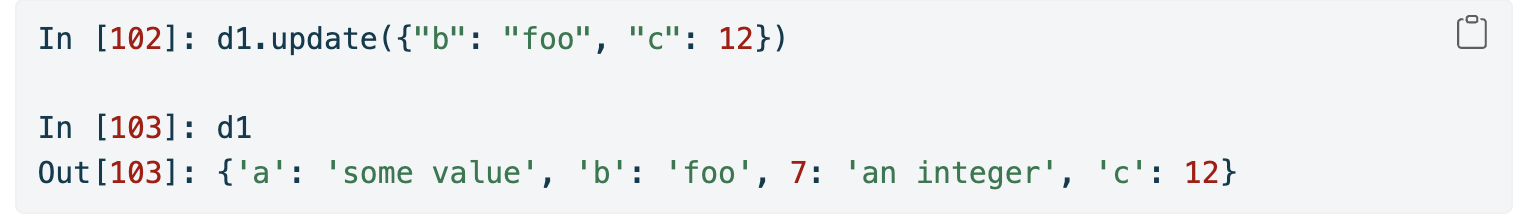 In [102]: d1.update({"b": "foo", "c": 12})
In [103]: d1
Out[103]: {'a': 'some value', 'b': 'foo', 7: 'an integer', 'c': 12}